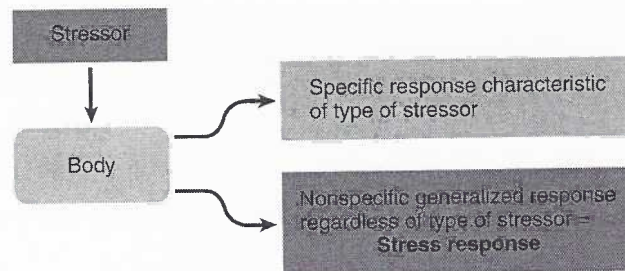 Stressor
Specific response characteristic
of type of stressor
Body
Nonspecific generalized response
regardless of type of stressor =
Stress response